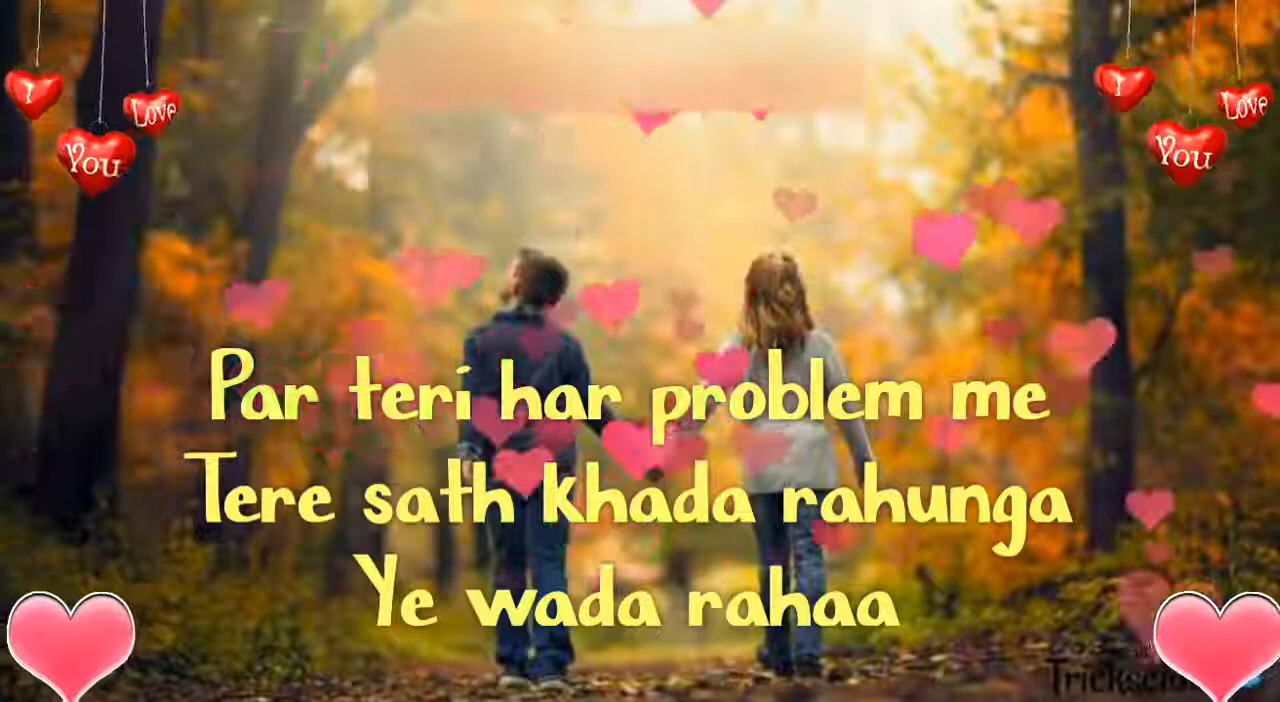 I Love You
I Love You
Par teri har problem me
Tere sath khada rahunga
Ye wada rahaa